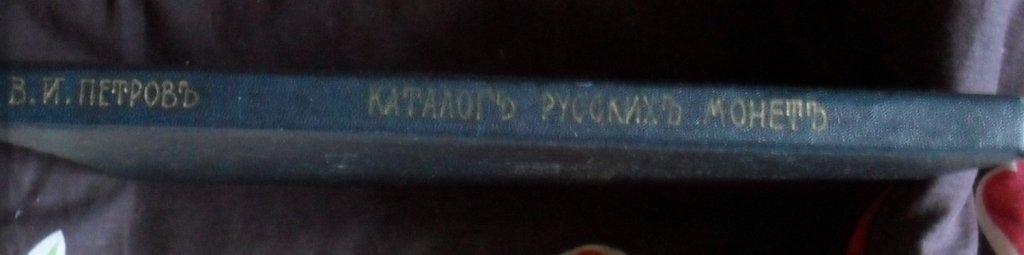 В. И. ПЕТРОВЪ КАТАЛОГЪ РУССКИХЪ МОНЕТЪ